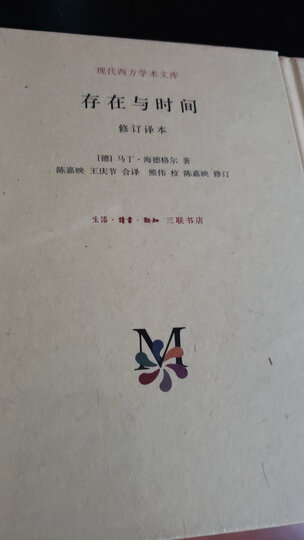 现代西方学术文库
存在与时间
修订译本
［德］马丁·海德格尔 著
陈嘉映 王庆节 合译 熊伟 校 陈嘉映 修订
生活·读书·新知 三联书店
M